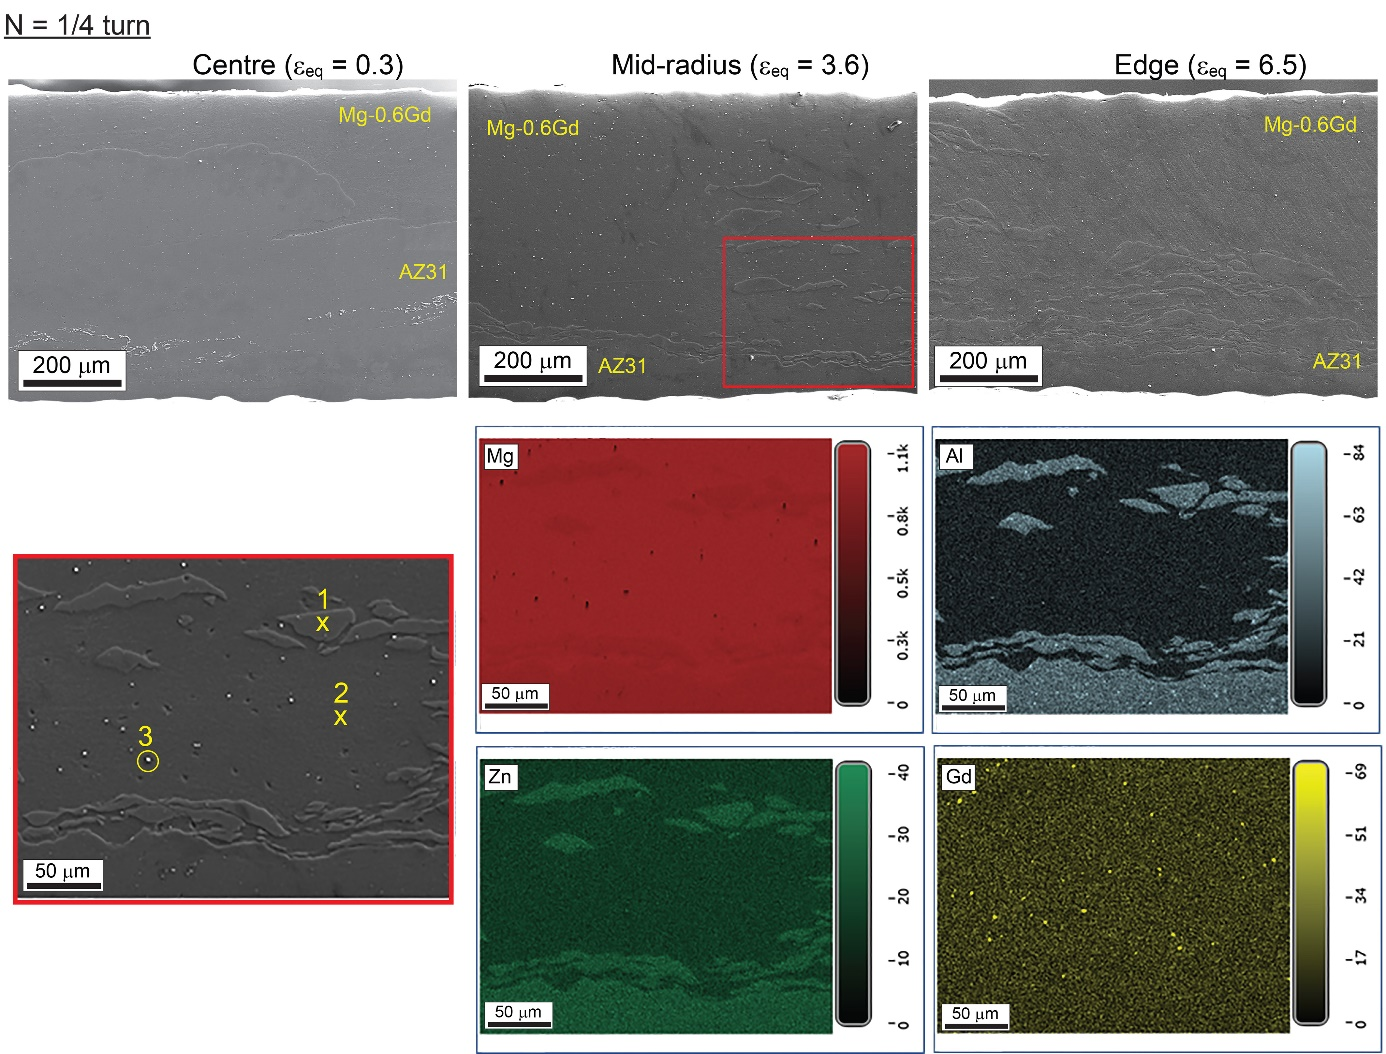 N = 1/4 turn
Centre (εeq = 0.3)
Mid-radius (εeq = 3.6)
Edge (εeq = 6.5)
Mg-0.6Gd
AZ31
200 μm
Mg-0.6Gd
AZ31
200 μm
Mg-0.6Gd
AZ31
200 μm
1
x
2
x
3
50 μm
Mg
1.1k
0.8k
0.5k
0.3k
0
50 μm
Al
84
63
42
21
0
50 μm
Zn
40
30
20
10
0
50 μm
Gd
69
51
34
17
0
50 μm